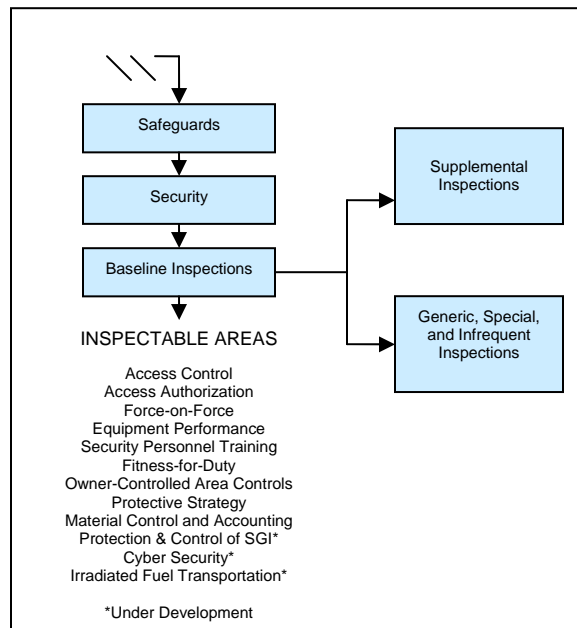 Safeguards
Security
Baseline Inspections
Supplemental
Inspections
Generic, Special,
and Infrequent
Inspections
INSPECTABLE AREAS
Access Control
Access Authorization
Force-on-Force
Equipment Performance
Security Personnel Training
Fitness-for-Duty
Owner-Controlled Area Controls
Protective Strategy
Material Control and Accounting
Protection & Control of SGI*
Cyber Security*
Irradiated Fuel Transportation*
*Under Development